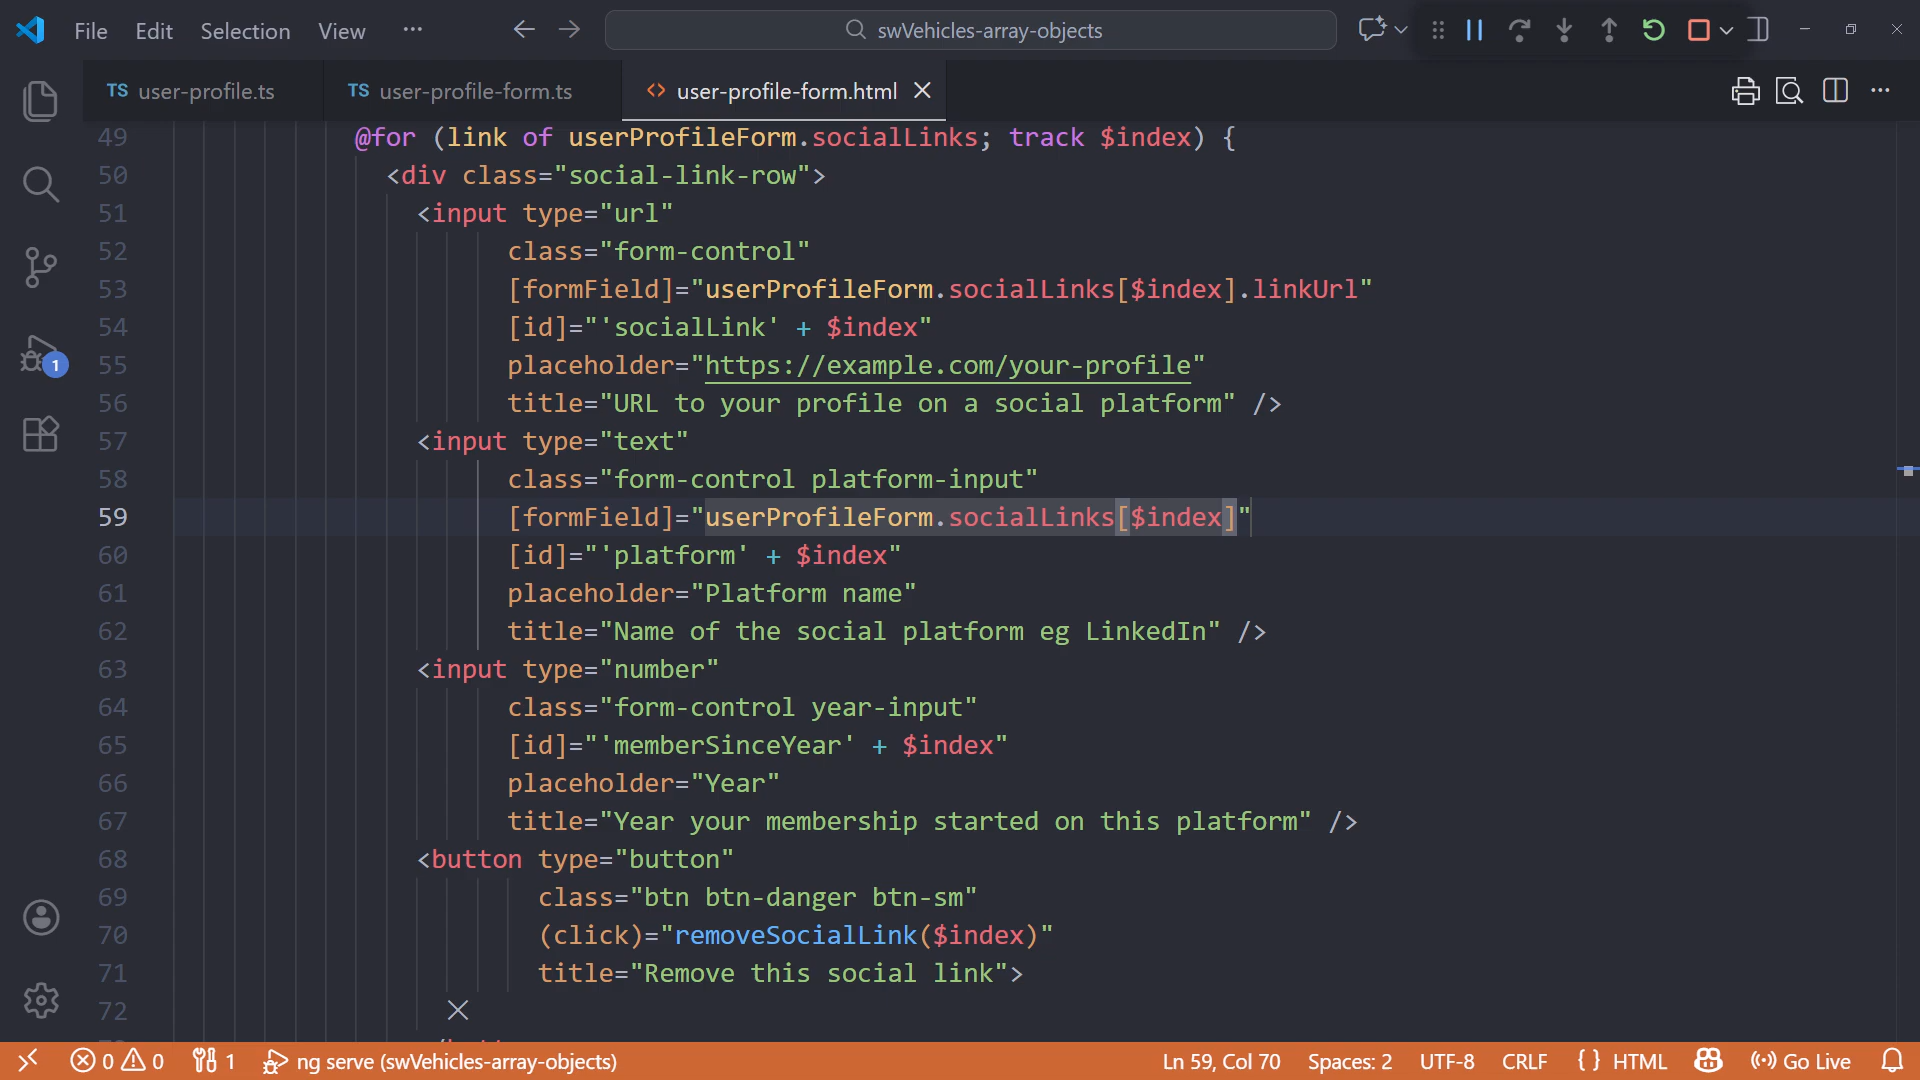 File Edit Selection View ··· swVehicles-array-objects
TS user-profile.ts TS user-profile-form.ts <> user-profile-form.html
49 @for (link of userProfileForm.socialLinks; track $index) {
50 <div class="social-link-row">
51 <input type="url"
52 class="form-control"
53 [formField]="userProfileForm.socialLinks[$index].linkUrl"
54 [id]="'socialLink' + $index"
55 placeholder="https://example.com/your-profile"
56 title="URL to your profile on a social platform" />
57 <input type="text"
58 class="form-control platform-input"
59 [formField]="userProfileForm.socialLinks[$index]"
60 [id]="'platform' + $index"
61 placeholder="Platform name"
62 title="Name of the social platform eg LinkedIn" />
63 <input type="number"
64 class="form-control year-input"
65 [id]="'memberSinceYear' + $index"
66 placeholder="Year"
67 title="Year your membership started on this platform" />
68 <button type="button"
69 class="btn btn-danger btn-sm"
70 (click)="removeSocialLink($index)"
71 title="Remove this social link">
72 ✕
1
0 0 1 ng serve (swVehicles-array-objects) Ln 59, Col 70 Spaces: 2 UTF-8 CRLF {} HTML Go Live